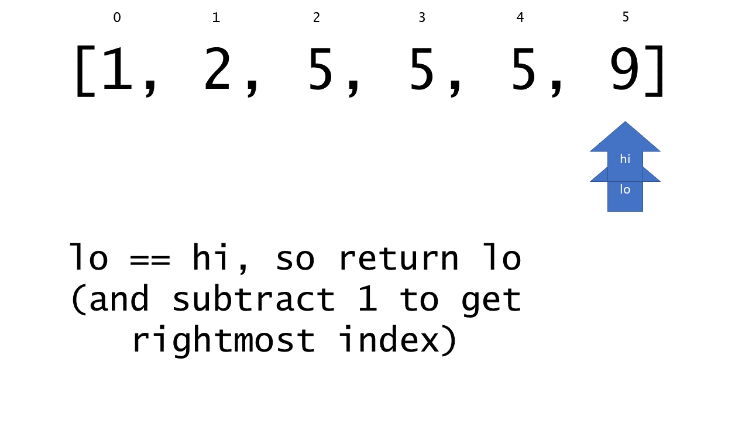 0 1 2 3 4 5
[1, 2, 5, 5, 5, 9]
hi
lo
lo == hi, so return lo
(and subtract 1 to get
rightmost index)